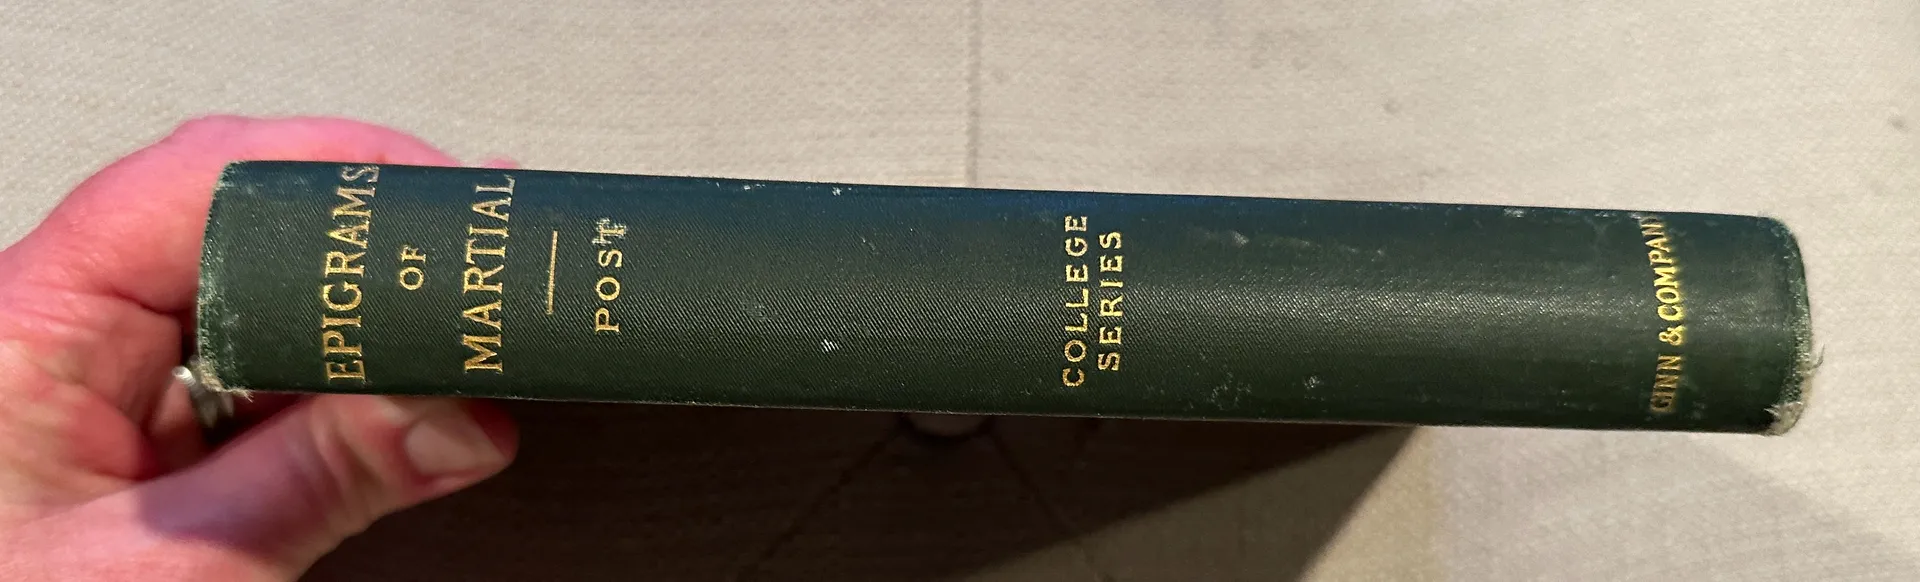 EPIGRAMS
OF
MARTIAL
POST
COLLEGE
SERIES
GINN & COMPANY